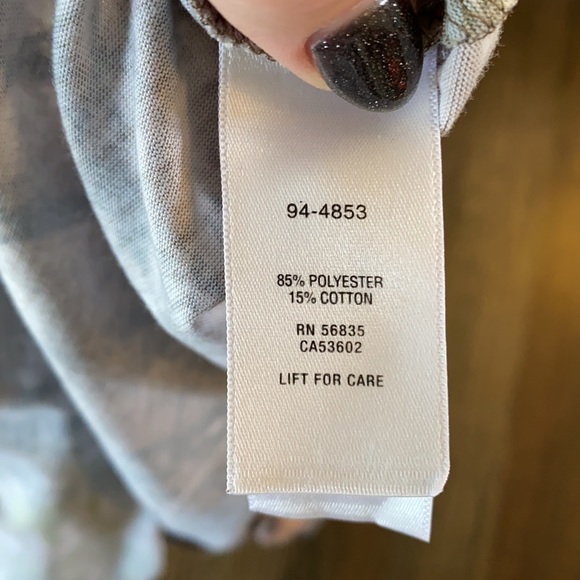 94-4853
85% POLYESTER
15% COTTON
RN 56835
CA53602
LIFT FOR CARE